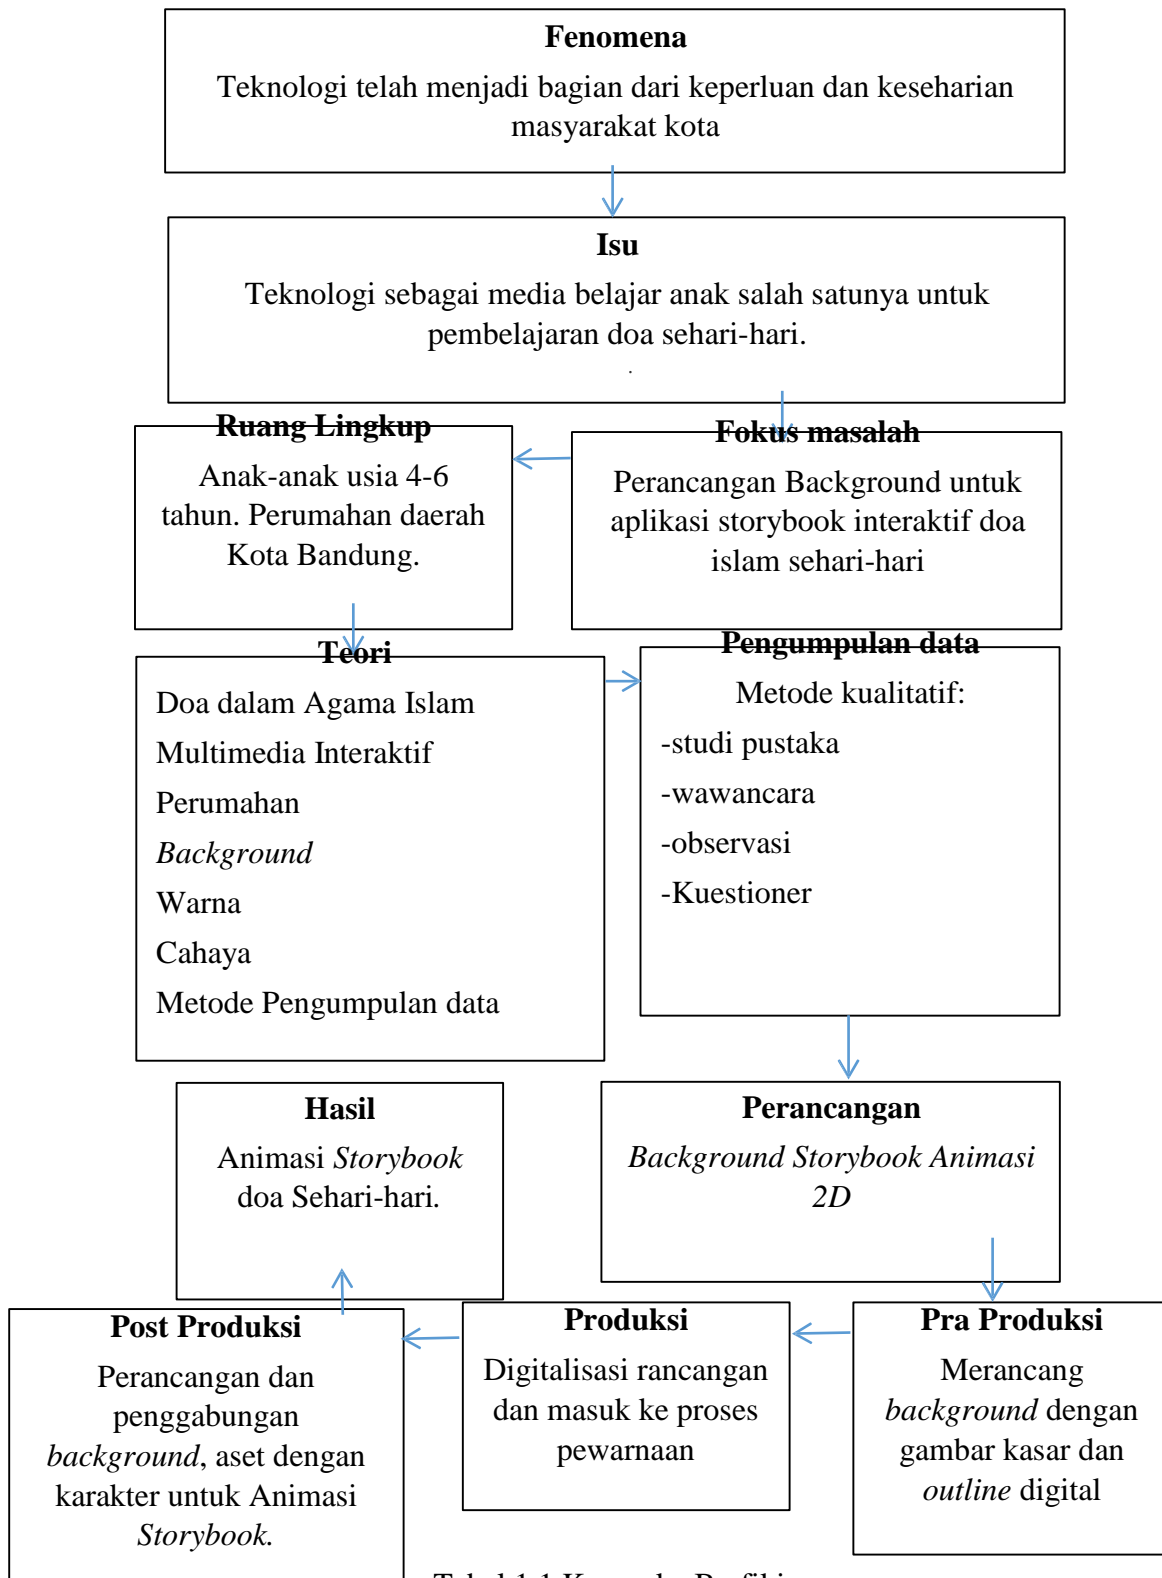 Fenomena
Teknologi telah menjadi bagian dari keperluan dan keseharian
masyarakat kota
Isu
Teknologi sebagai media belajar anak salah satunya untuk
pembelajaran doa sehari-hari.
.
Fokus masalah
Perancangan Background untuk
aplikasi storybook interaktif doa
islam sehari-hari
Ruang Lingkup
Anak-anak usia 4-6
tahun. Perumahan daerah
Kota Bandung.
Teori
Doa dalam Agama Islam
Multimedia Interaktif
Perumahan
Background
Warna
Cahaya
Metode Pengumpulan data
Pengumpulan data
Metode kualitatif:
-studi pustaka
-wawancara
-observasi
-Kuestioner
Perancangan
Background Storybook Animasi
2D
Pra Produksi
Merancang
background dengan
gambar kasar dan
outline digital
Produksi
Digitalisasi rancangan
dan masuk ke proses
pewarnaan
Post Produksi
Perancangan dan
penggabungan
background, aset dengan
karakter untuk Animasi
Storybook.
Hasil
Animasi Storybook
doa Sehari-hari.